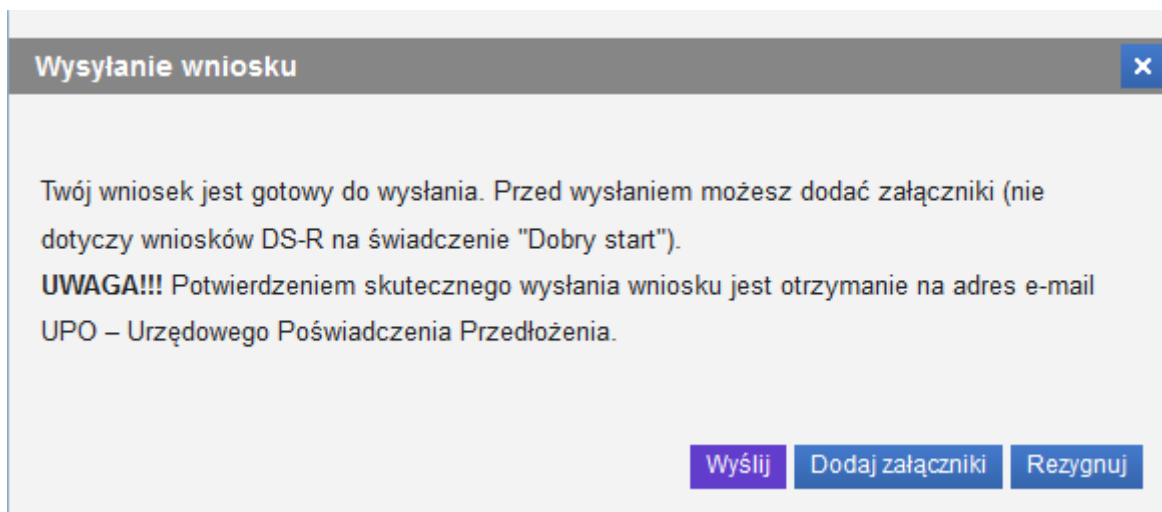 Wysyłanie wniosku
Twój wniosek jest gotowy do wysłania. Przed wysłaniem możesz dodać załączniki (nie
dotyczy wniosków DS-R na świadczenie "Dobry start").
UWAGA!!! Potwierdzeniem skutecznego wysłania wniosku jest otrzymanie na adres e-mail
UPO – Urzędowego Poświadczenia Przedłożenia.
Wyślij Dodaj załączniki Rezygnuj